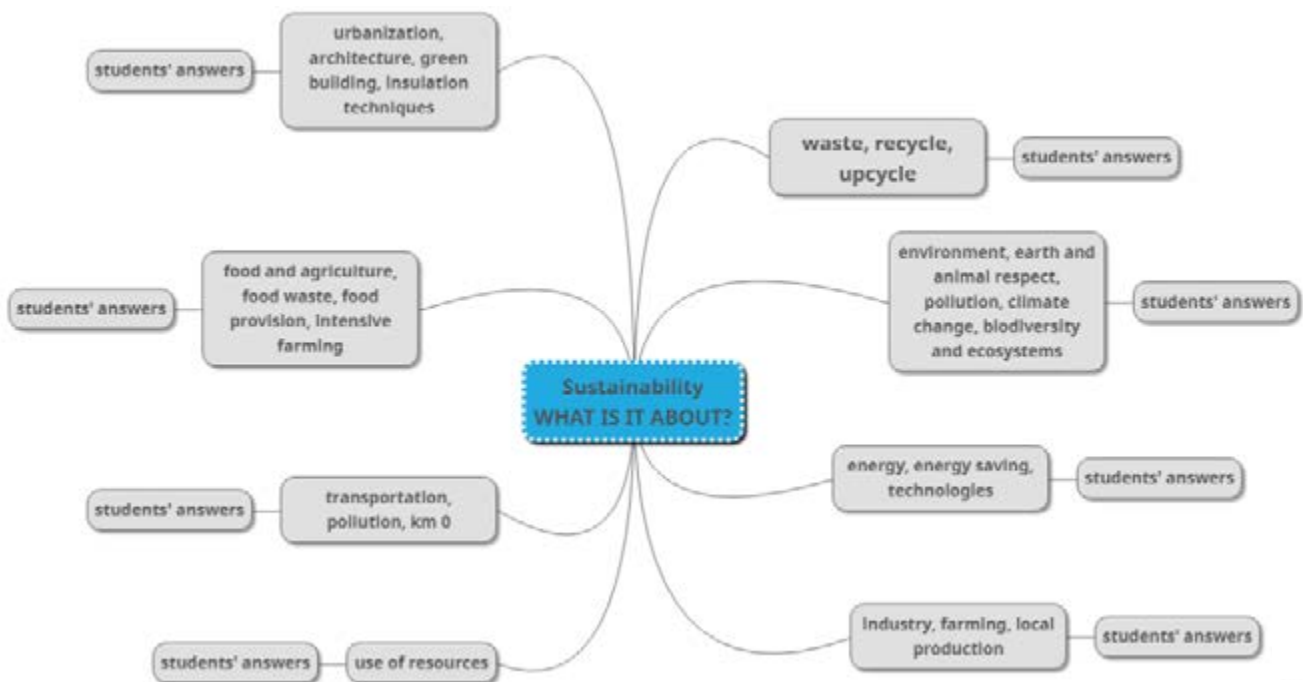 urbanization,
architecture, green
building, insulation
techniques
students' answers
waste, recycle,
upcycle
students' answers
food and agriculture,
food waste, food
provision, intensive
farming
students' answers
environment, earth and
animal respect,
pollution, climate
change, biodiversity
and ecosystems
students' answers
Sustainability
WHAT IS IT ABOUT?
energy, energy saving,
technologies
students' answers
transportation,
pollution, km 0
students' answers
industry, farming, local
production
students' answers
use of resources
students' answers